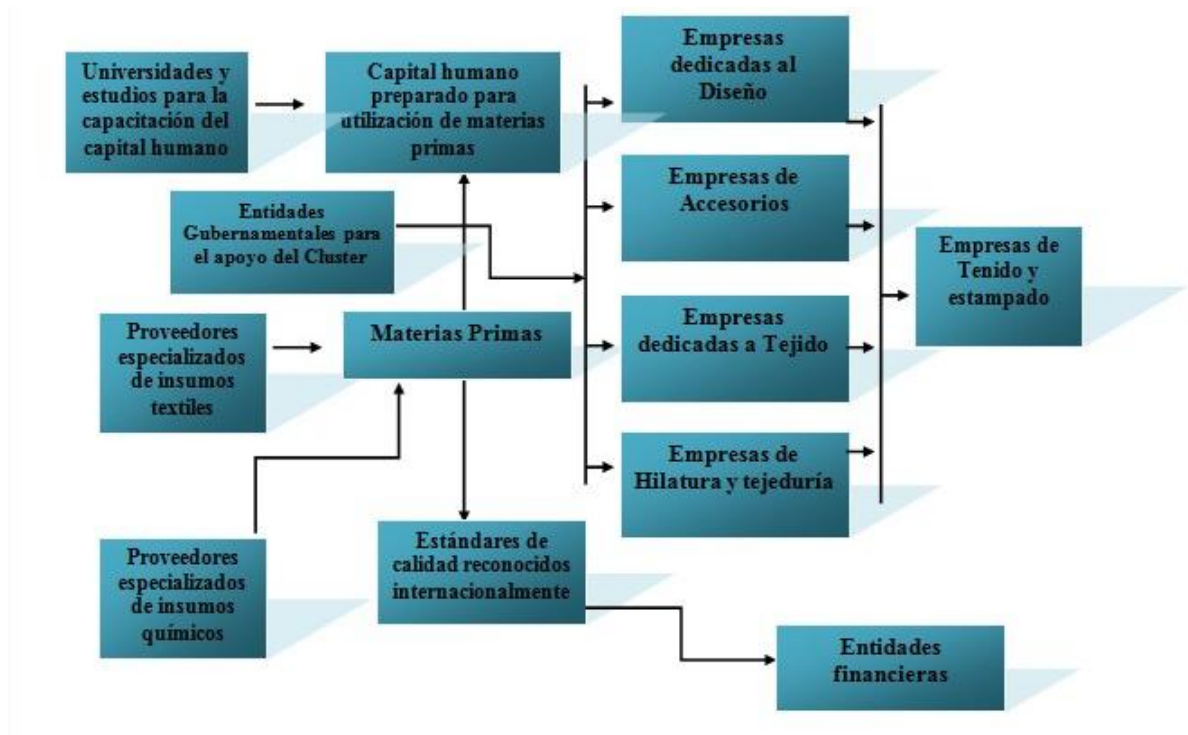 Universidades y
estudios para la
capacitación del
capital humano
Capital humano
preparado para
utilización de materias
primas
Empresas
dedicadas al
Diseño
Entidades
Gubernamentales para
el apoyo del Cluster
Empresas de
Accesorios
Empresas de
Tenido y
estampado
Proveedores
especializados
de insumos
textiles
Materias Primas
Empresas
dedicadas a Tejido
Empresas de
Hilatura y tejeduría
Proveedores
especializados
de insumos
químicos
Estándares de
calidad reconocidos
internacionalmente
Entidades
financieras